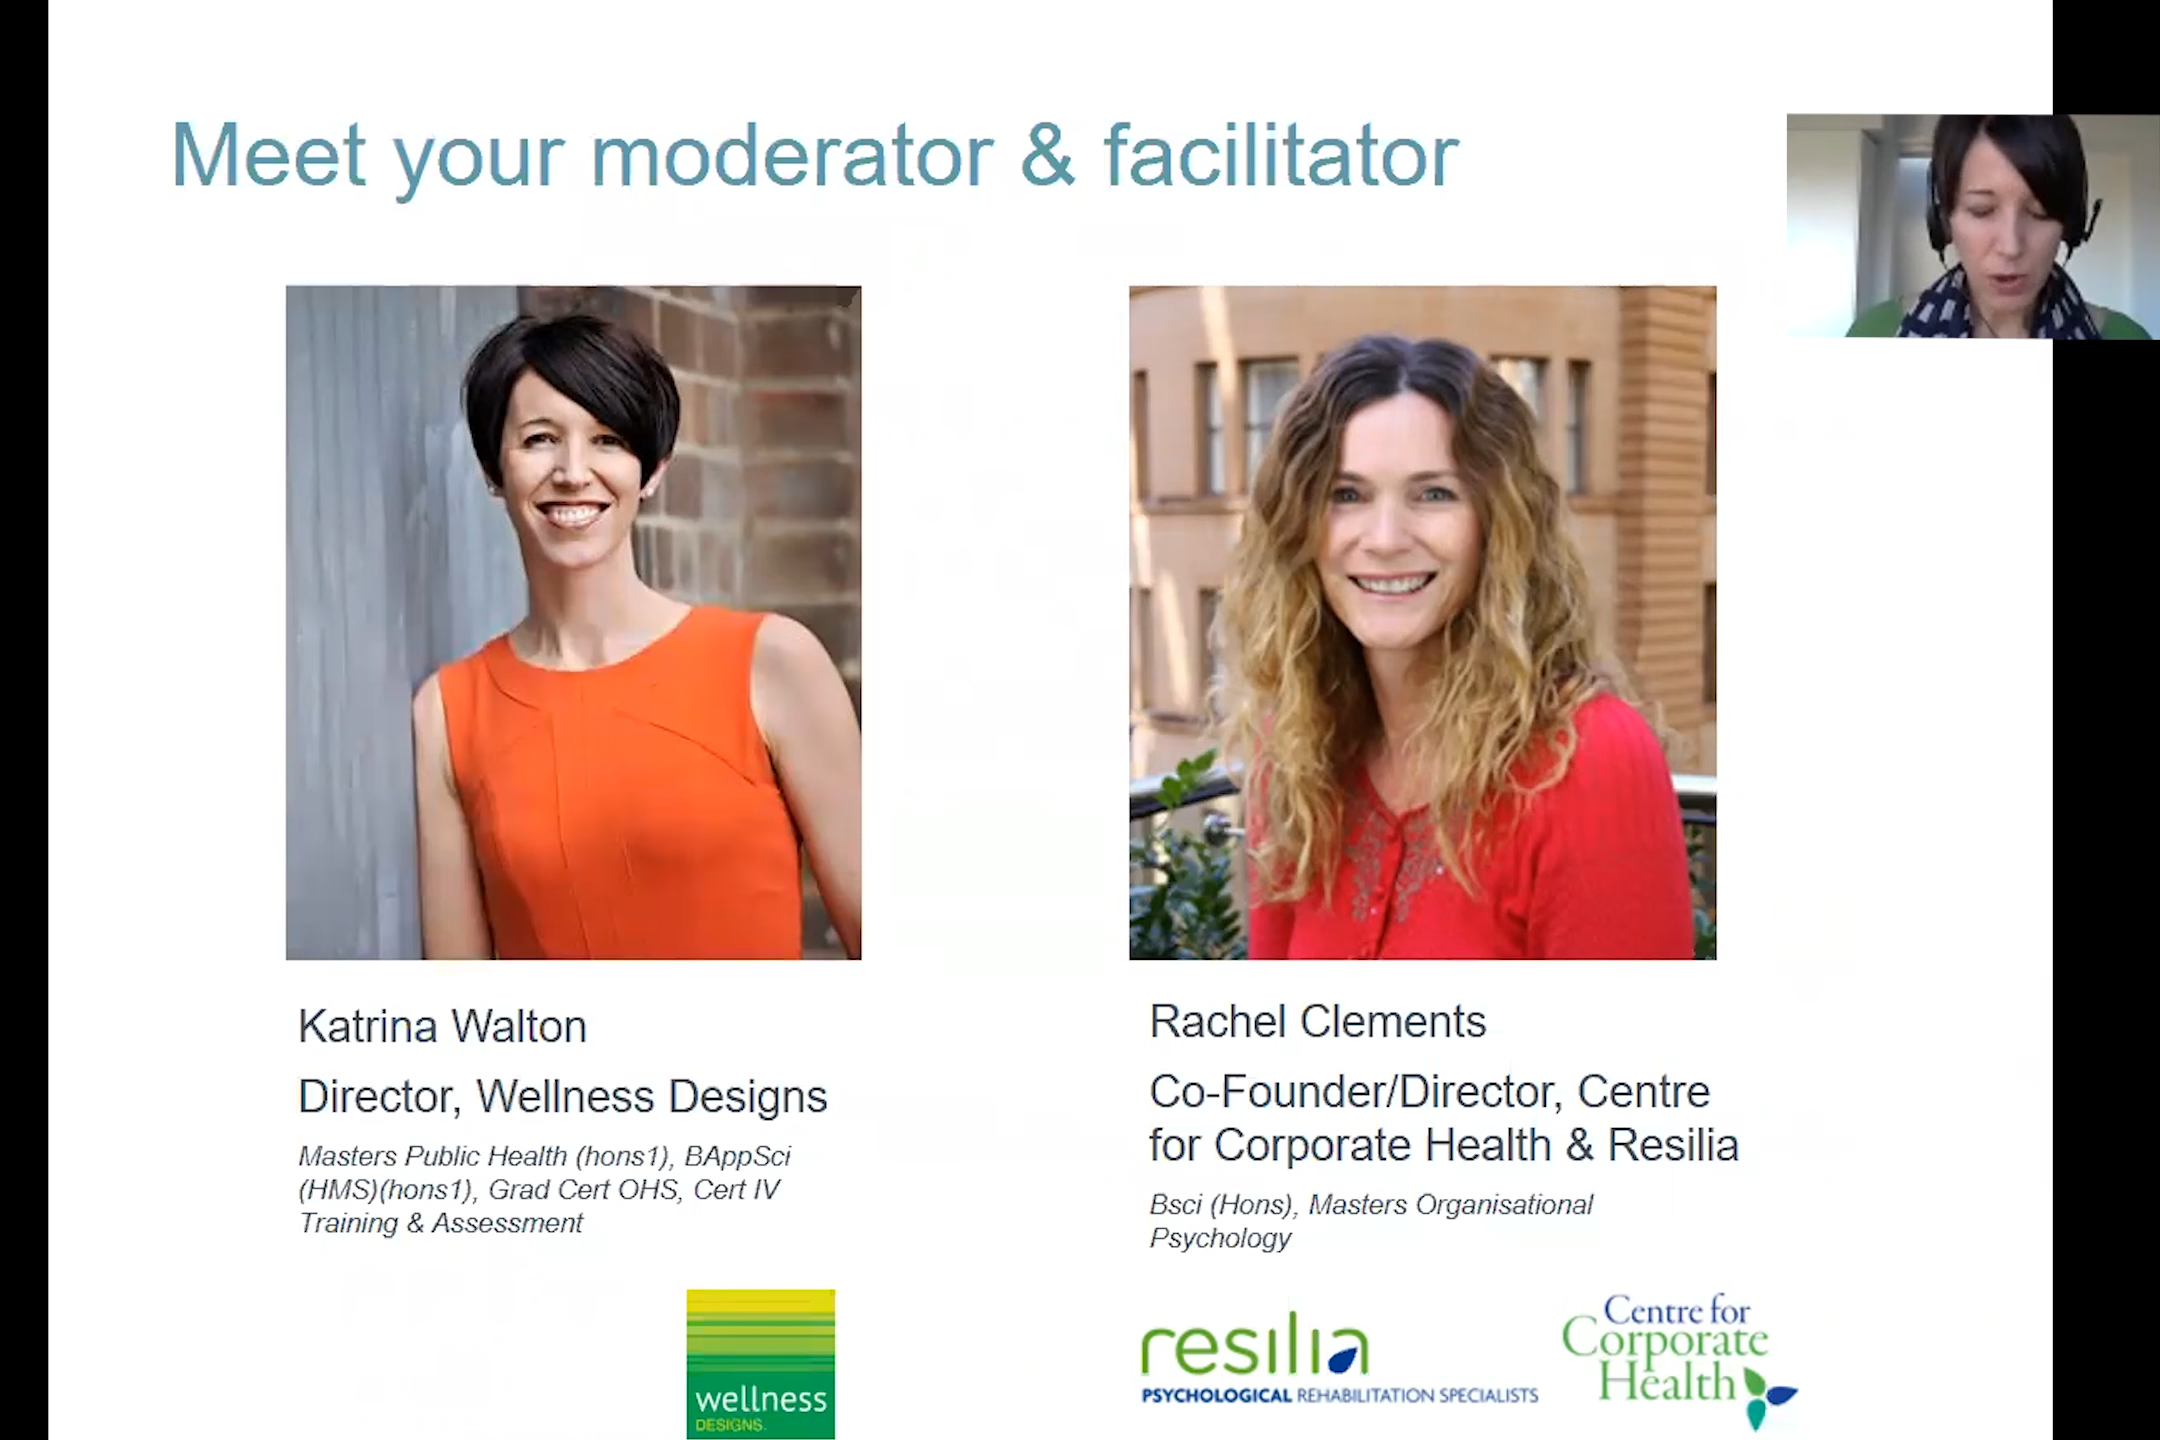 Meet your moderator & facilitator
Katrina Walton
Director, Wellness Designs
Masters Public Health (hons1), BAppSci
(HMS)(hons1), Grad Cert OHS, Cert IV
Training & Assessment
wellness
DESIGNS.
Rachel Clements
Co-Founder/Director, Centre
for Corporate Health & Resilia
Bsci (Hons), Masters Organisational
Psychology
resilia
PSYCHOLOGICAL REHABILITATION SPECIALISTS
Centre for
Corporate
Health